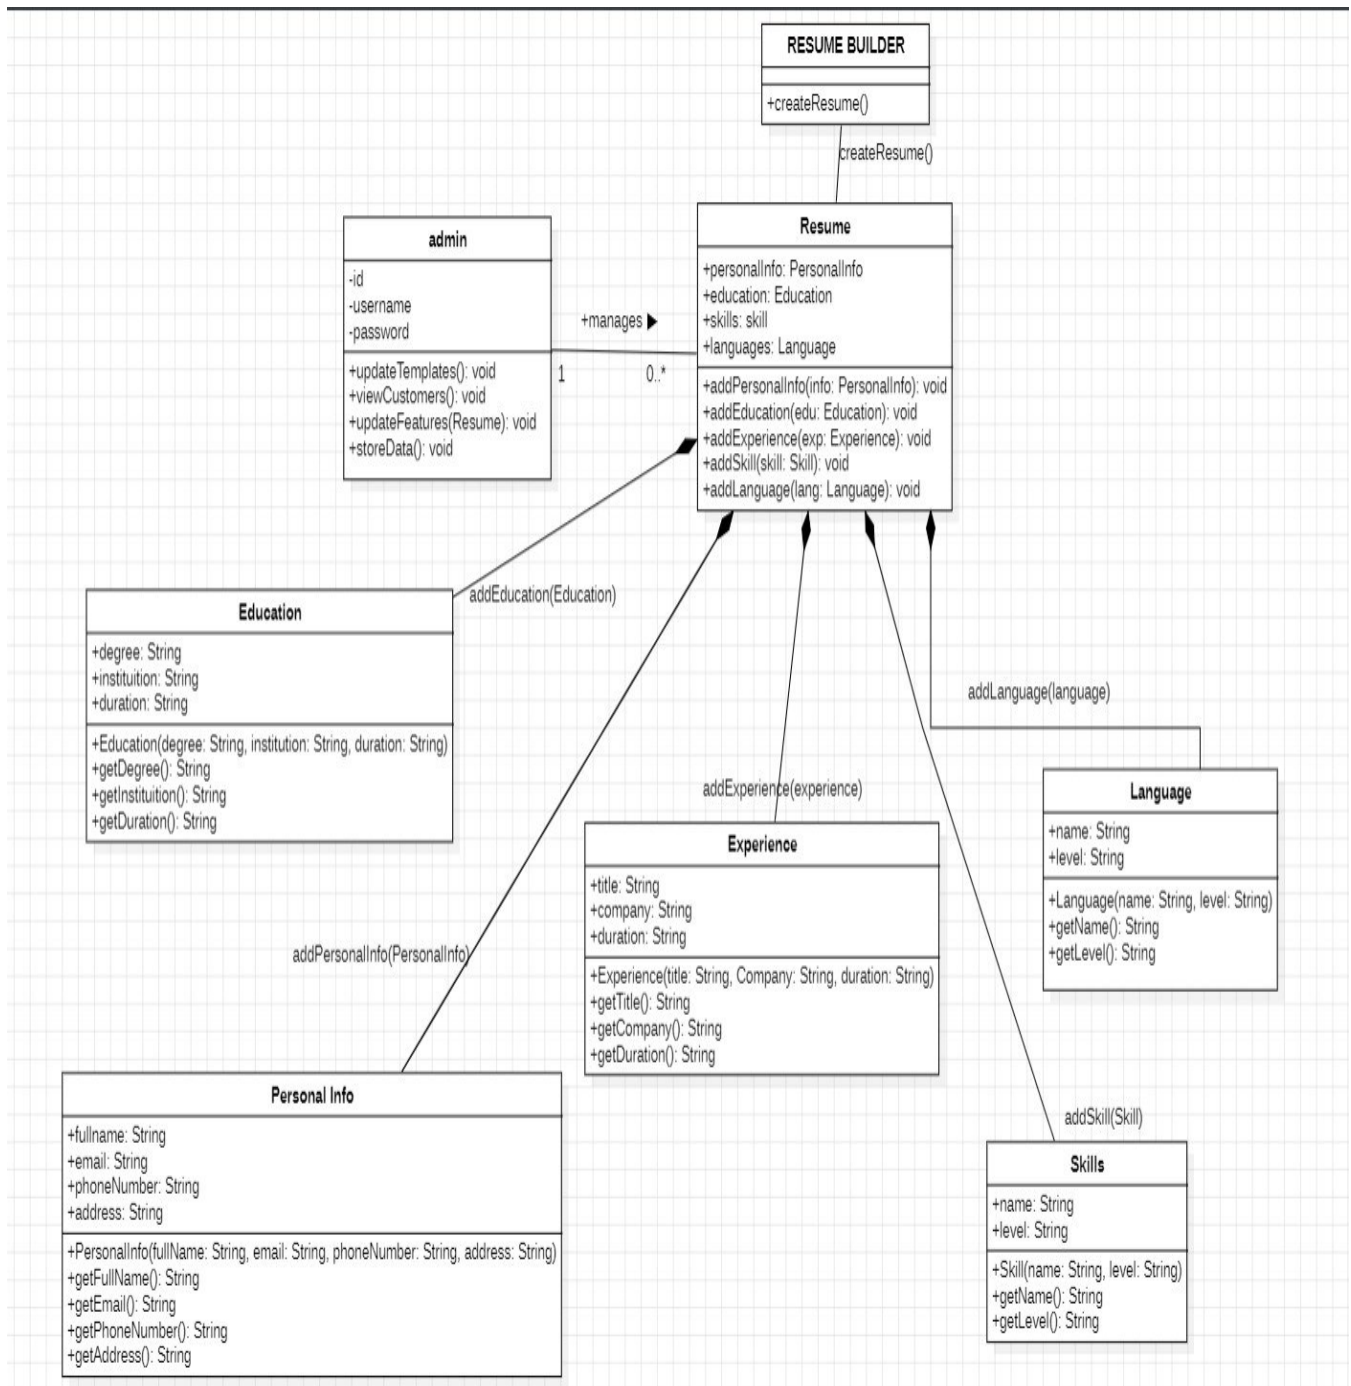 RESUME BUILDER
+createResume()
createResume()
Resume
+personalInfo: PersonalInfo
+education: Education
+skills: skill
+languages: Language
+addPersonalInfo(info: PersonalInfo): void
+addEducation(edu: Education): void
+addExperience(exp: Experience): void
+addSkill(skill: Skill): void
+addLanguage(lang: Language): void
admin
-id
-username
-password
+updateTemplates(): void
+viewCustomers(): void
+updateFeatures(Resume): void
+storeData(): void
+manages
1
0..*
addEducation(Education)
Education
+degree: String
+instituition: String
+duration: String
+Education(degree: String, institution: String, duration: String)
+getDegree(): String
+getInstituition(): String
+getDuration(): String
addLanguage(language)
Language
+name: String
+level: String
+Language(name: String, level: String)
+getName(): String
+getLevel(): String
addExperience(experience)
Experience
+title: String
+company: String
+duration: String
+Experience(title: String, Company: String, duration: String)
+getTitle(): String
+getCompany(): String
+getDuration(): String
addPersonalInfo(PersonalInfo)
Personal Info
+fullname: String
+email: String
+phoneNumber: String
+address: String
+PersonalInfo(fullName: String, email: String, phoneNumber: String, address: String)
+getFullName(): String
+getEmail(): String
+getPhoneNumber(): String
+getAddress(): String
addSkill(Skill)
Skills
+name: String
+level: String
+Skill(name: String, level: String)
+getName(): String
+getLevel(): String